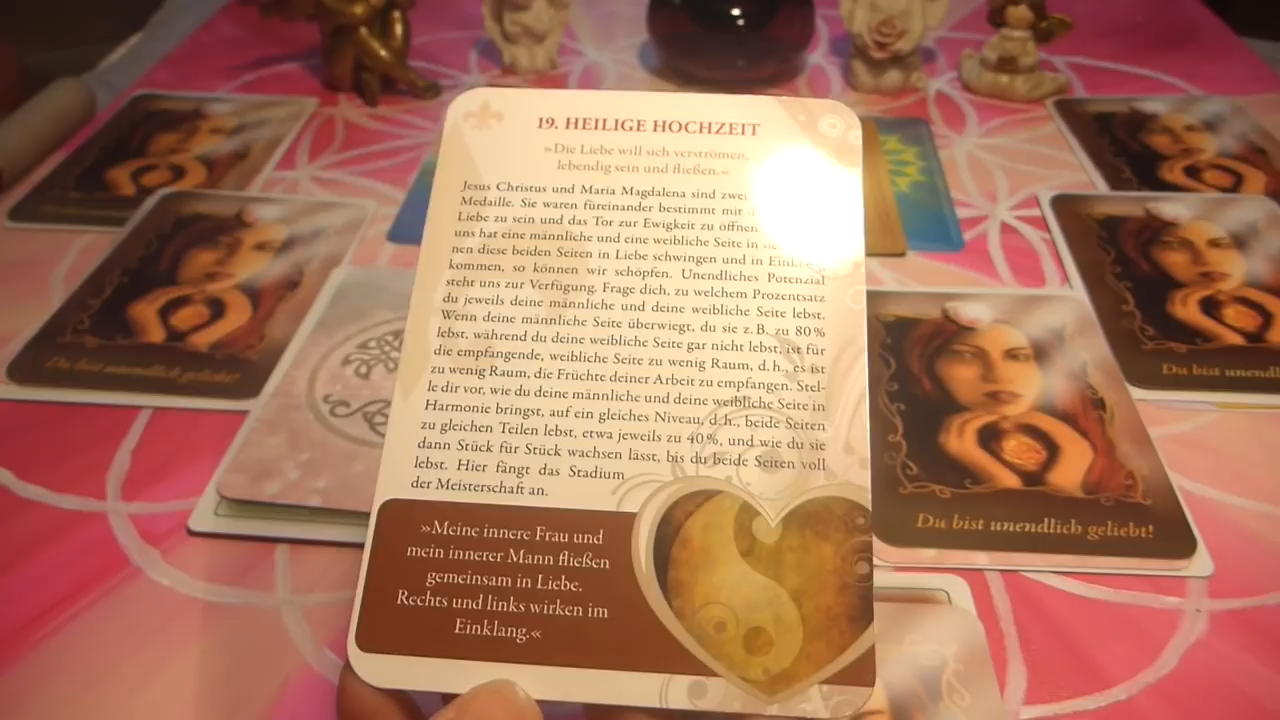 19. HEILIGE HOCHZEIT
»Die Liebe will sich verströmen,
lebendig sein und fließen.«
Jesus Christus und Maria Magdalena sind zwei
Medaille. Sie waren füreinander bestimmt mit
Liebe zu sein und das Tor zur Ewigkeit zu öffnen.
uns hat eine männliche und eine weibliche Seite in
nen diese beiden Seiten in Liebe schwingen und in Einklang
kommen, so können wir schöpfen. Unendliches Potenzial
steht uns zur Verfügung. Frage dich, zu welchem Prozentsatz
du jeweils deine männliche und deine weibliche Seite lebst.
Wenn deine männliche Seite überwiegt, du sie z. B. zu 80%
lebst, während du deine weibliche Seite gar nicht lebst, ist für
die empfangende, weibliche Seite zu wenig Raum, d. h., es ist
zu wenig Raum, die Früchte deiner Arbeit zu empfangen. Stel-
le dir vor, wie du deine männliche und deine weibliche Seite in
Harmonie bringst, auf ein gleiches Niveau, d. h., beide Seiten
zu gleichen Teilen lebst, etwa jeweils zu 40%, und wie du sie
dann Stück für Stück wachsen lässt, bis du beide Seiten voll
lebst. Hier fängt das Stadium
der Meisterschaft an.
»Meine innere Frau und
mein innerer Mann fließen
gemeinsam in Liebe.
Rechts und links wirken im
Einklang.«
Du bist unendlich geliebt!
Du bist unendlich geliebt!
Du bist unendl